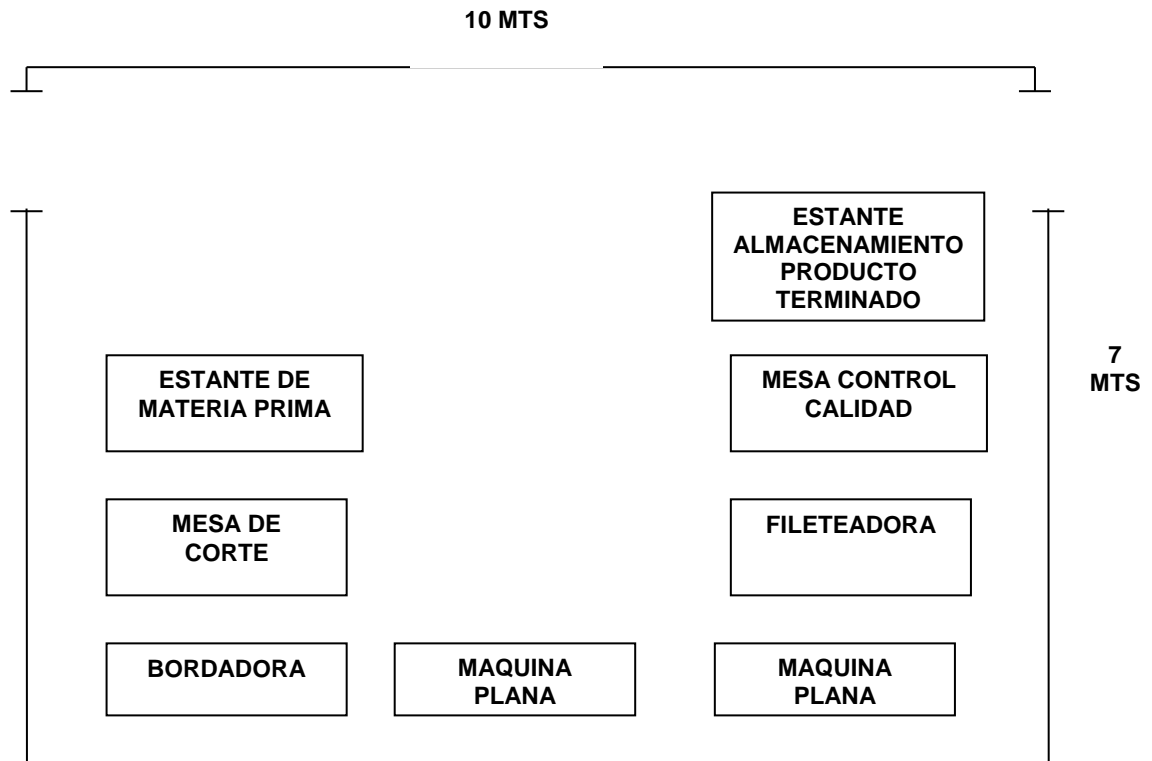 10 MTS
ESTANTE
ALMACENAMIENTO
PRODUCTO
TERMINADO
7
MTS
ESTANTE DE
MATERIA PRIMA
MESA CONTROL
CALIDAD
MESA DE
CORTE
FILETEADORA
BORDADORA
MAQUINA
PLANA
MAQUINA
PLANA